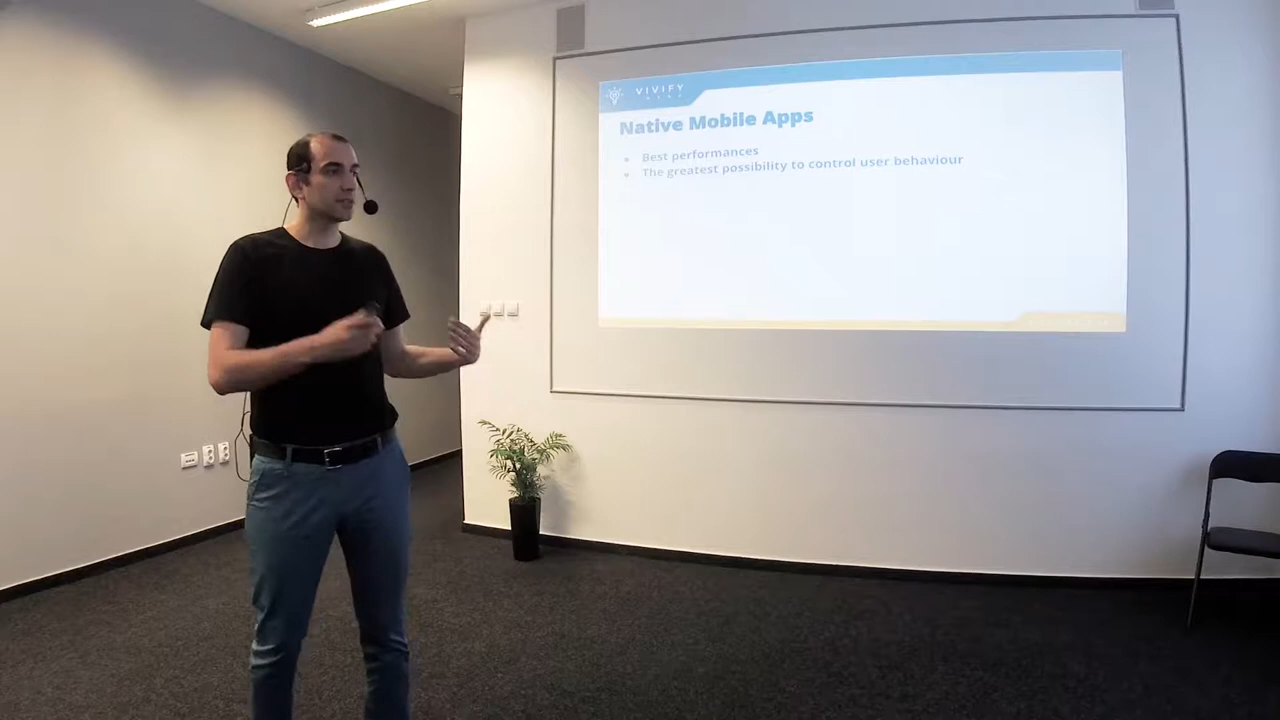 VIVIFY
Native Mobile Apps
Best performances
The greatest possibility to control user behaviour